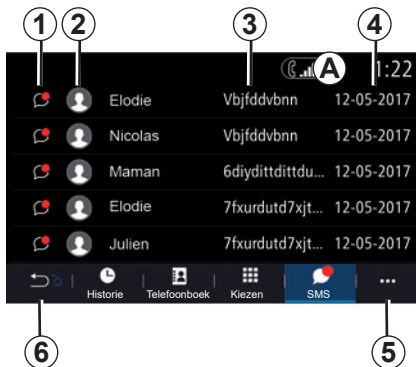 1 2 3 4
A 1:22
Elodie Vbjfddvbnn 12-05-2017
Nicolas Vbjfddvbnn 12-05-2017
Maman 6diydittdittdu... 12-05-2017
Elodie 7fxurdutd7xjt... 12-05-2017
Julien 7fxurdutd7xjt... 12-05-2017
Historie Telefoonboek Kiezen SMS ...
6 5